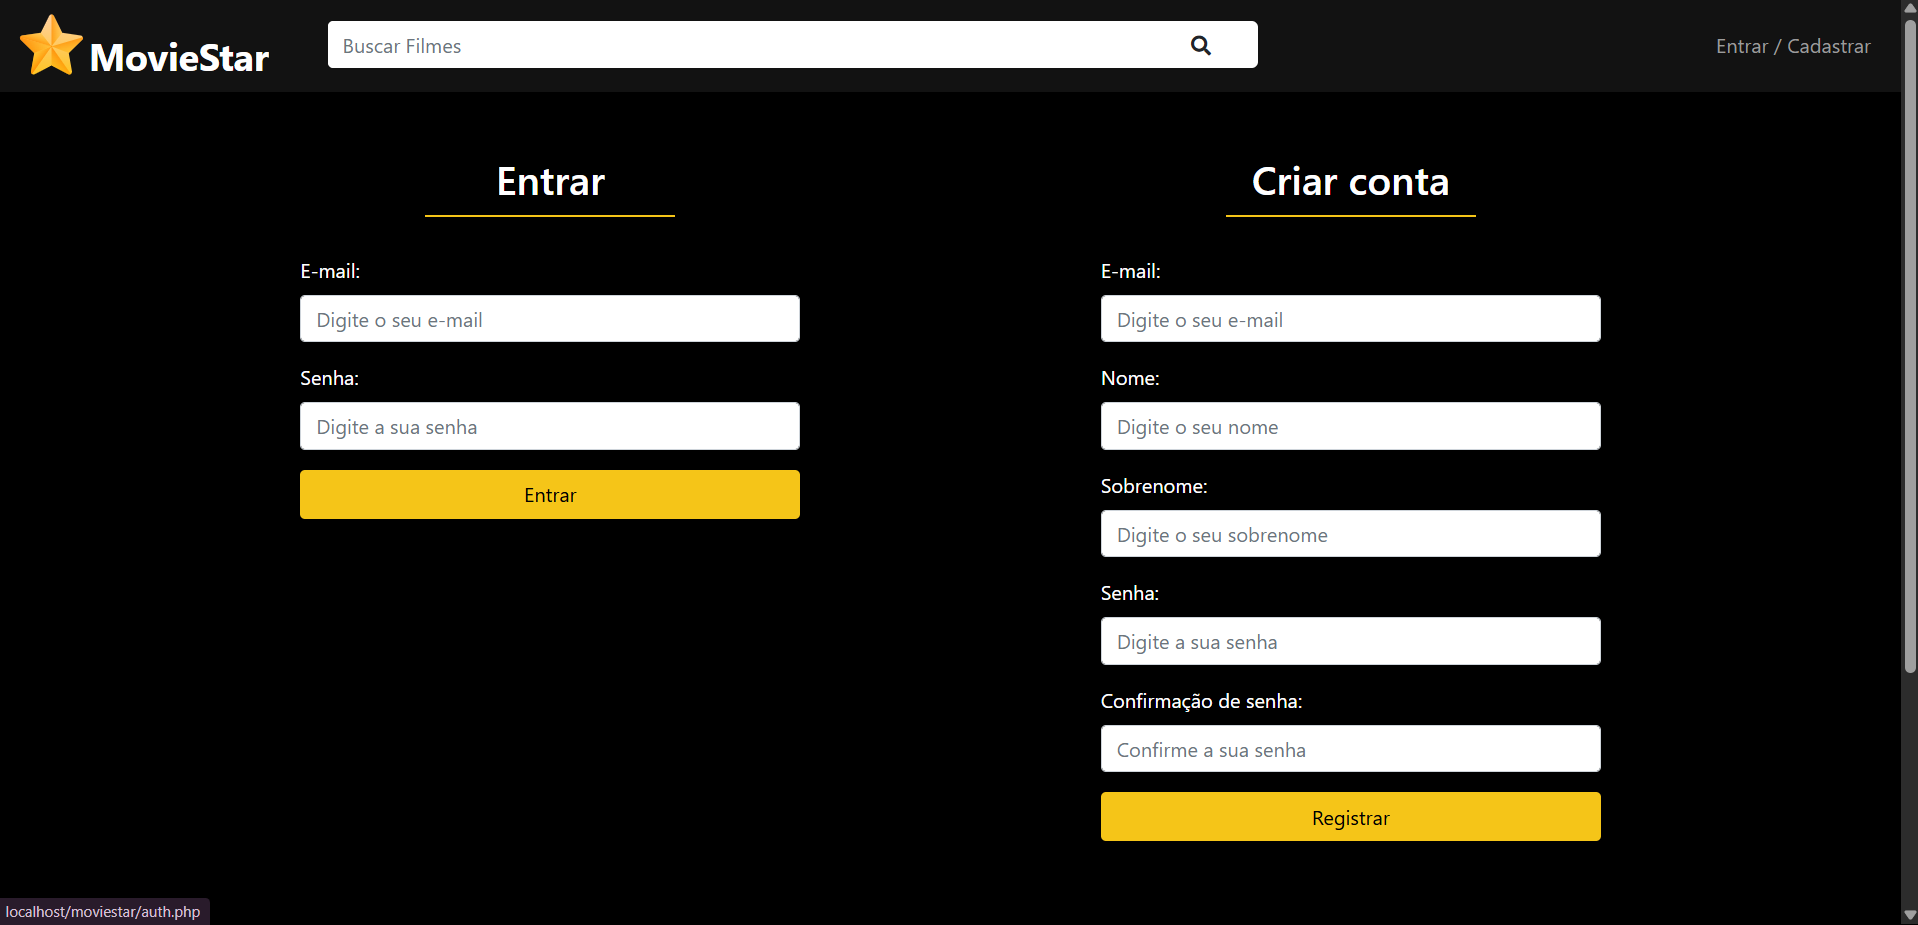 MovieStar
Buscar Filmes
Entrar / Cadastrar
Entrar
E-mail:
Digite o seu e-mail
Senha:
Digite a sua senha
Entrar
Criar conta
E-mail:
Digite o seu e-mail
Nome:
Digite o seu nome
Sobrenome:
Digite o seu sobrenome
Senha:
Digite a sua senha
Confirmação de senha:
Confirme a sua senha
Registrar
localhost/moviestar/auth.php